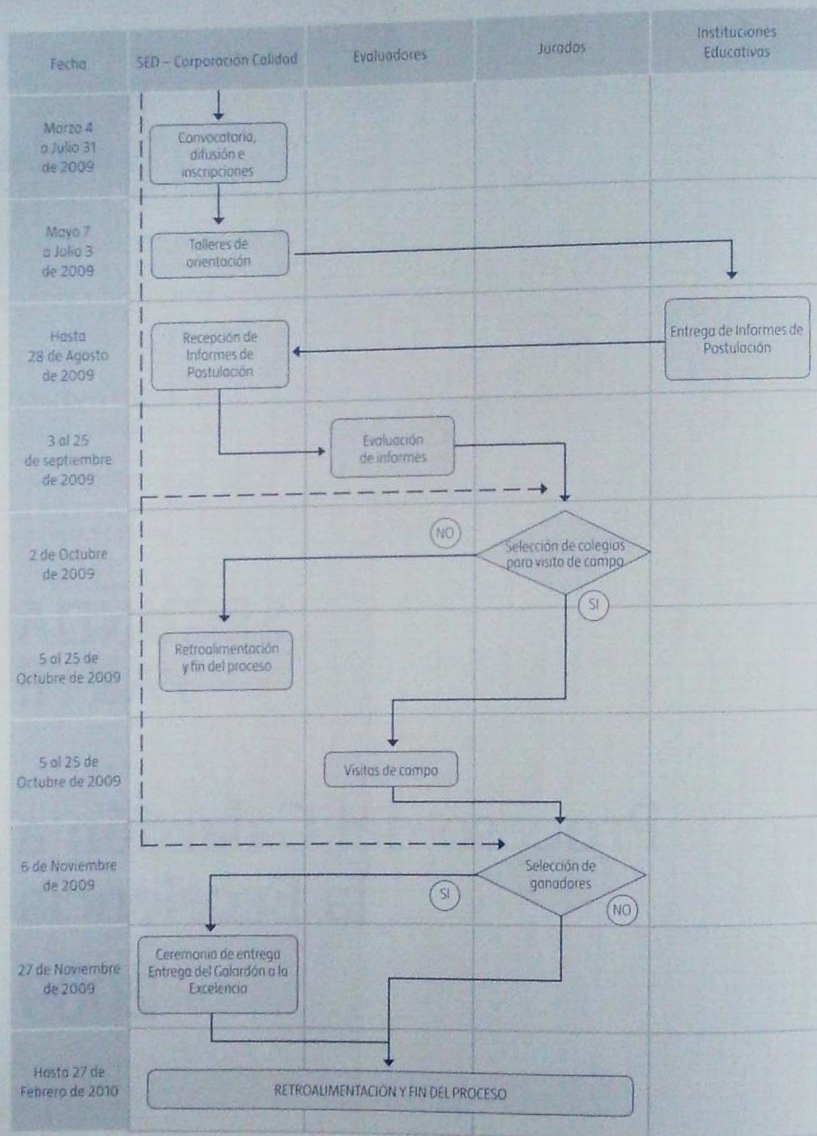 Fecha
SED – Corporación Calidad
Evaluadores
Jurados
Instituciones
Educativas
Marzo 4
a Julio 31
de 2009
Convocatoria,
difusión e
inscripciones
Mayo 7
a Julio 3
de 2009
Talleres de
orientación
Hasta
28 de Agosto
de 2009
Recepción de
Informes de
Postulación
Entrega de Informes de
Postulación
3 al 25
de septiembre
de 2009
Evaluación
de informes
2 de Octubre
de 2009
NO
Selección de colegios
para visita de campo
SI
5 al 25 de
Octubre de 2009
Retroalimentación
y fin del proceso
5 al 25 de
Octubre de 2009
Visitas de campo
6 de Noviembre
de 2009
Selección de
ganadores
SI
NO
27 de Noviembre
de 2009
Ceremonia de entrega
Entrega del Galardón a la
Excelencia
Hasta 27 de
Febrero de 2010
RETROALIMENTACIÓN Y FIN DEL PROCESO